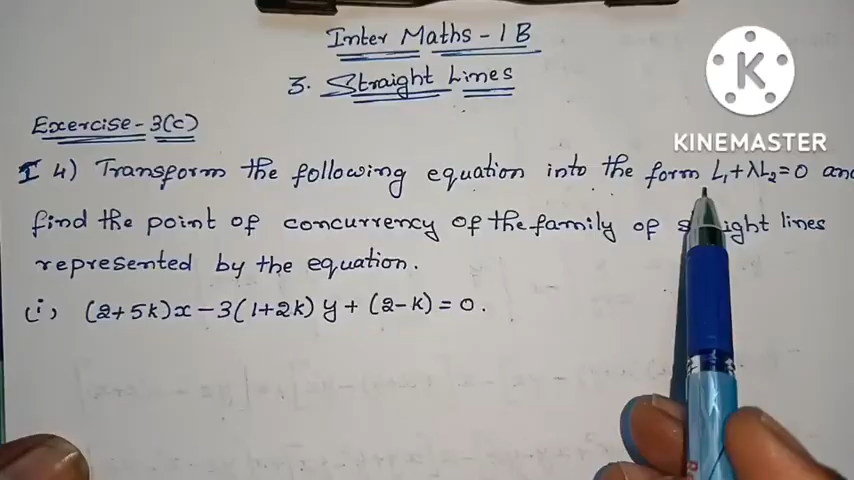 Inter Maths - 1B
3. Straight Lines
Exercise - 3(c)
I 4) Transform the following equation into the form L₁+λL₂=0 and
find the point of concurrency of the family of straight lines
represented by the equation.
(i) (2+5k)x-3(1+2k)y+(2-k)=0.
K
KINEMASTER